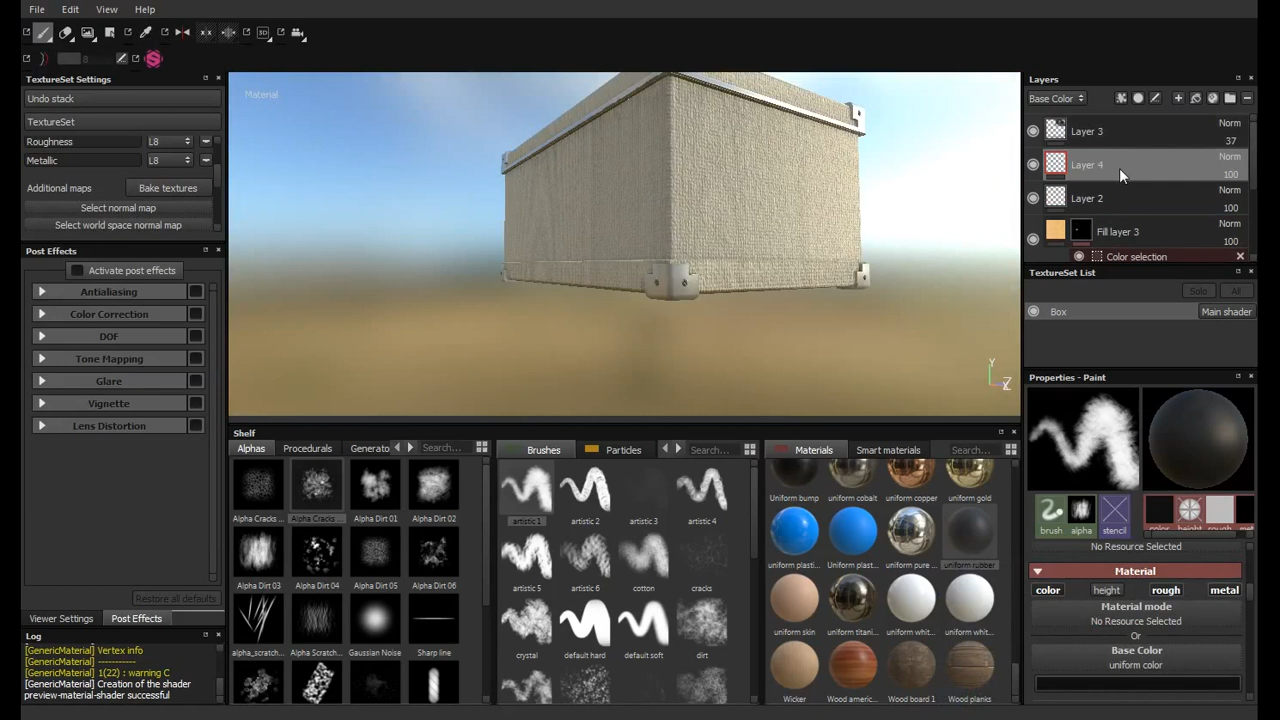 File Edit View Help
3D
8
TextureSet Settings
Undo stack
TextureSet
Roughness L8
Metallic L8
Additional maps Bake textures
Select normal map
Select world space normal map
Post Effects
Activate post effects
Antialiasing
Color Correction
DOF
Tone Mapping
Glare
Vignette
Lens Distortion
Restore all defaults
Viewer Settings Post Effects
Log
[GenericMaterial] Vertex info
[GenericMaterial] -----------
[GenericMaterial] 1(22) : warning C
[GenericMaterial] Creation of the shader
preview-material-shader successful
Material
Y
Z
Shelf
Alphas Procedurals Generato Search...
Alpha Cracks ... Alpha Cracks ... Alpha Dirt 01 Alpha Dirt 02
Alpha Dirt 03 Alpha Dirt 04 Alpha Dirt 05 Alpha Dirt 06
alpha_scratch... Alpha Scratch... Gaussian Noise Sharp line
Brushes Particles Search...
artistic 1 artistic 2 artistic 3 artistic 4
artistic 5 artistic 6 cotton cracks
crystal default hard default soft dirt
Materials Smart materials Search...
Uniform bump uniform cobalt uniform copper uniform gold
uniform plasti... Uniform plast... uniform pure ... uniform rubber
uniform skin uniform titani... uniform whit... uniform whit...
Wicker Wood americ... Wood board 1 Wood planks
Layers
Base Color
Layer 3 Norm 37
Layer 4 Norm 100
Layer 2 Norm 100
Fill layer 3 Norm 100
Color selection
TextureSet List
Solo All
Box Main shader
Properties - Paint
brush alpha stencil color height rough met
No Resource Selected
Material
color height rough metal
Material mode
No Resource Selected
Or
Base Color
uniform color